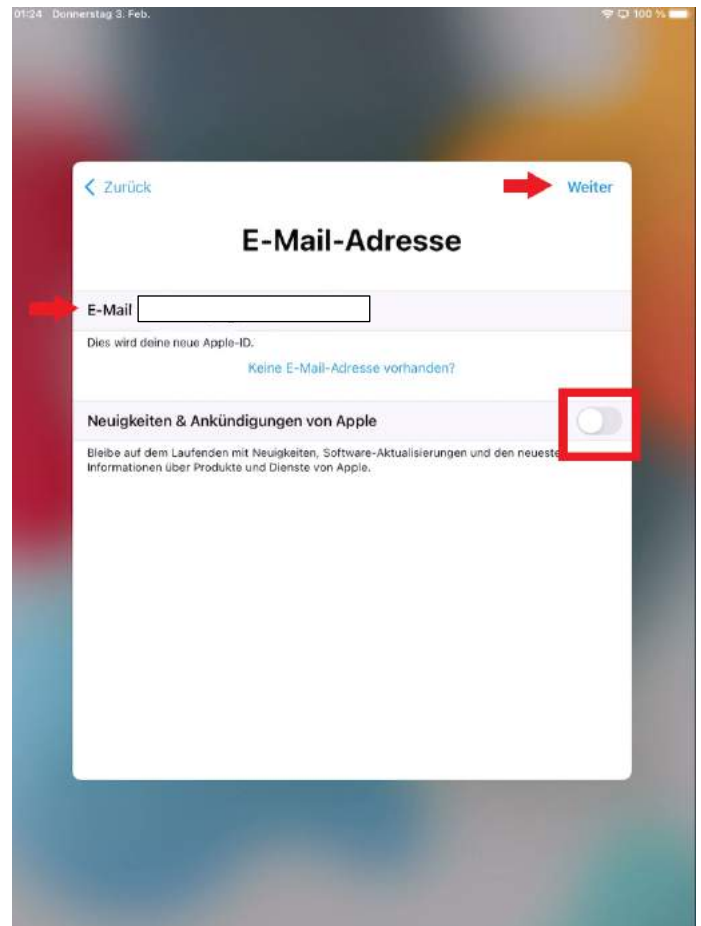 01:24 Donnerstag 3. Feb. 100 %
Zurück
Weiter
E-Mail-Adresse
E-Mail
Dies wird deine neue Apple-ID.
Keine E-Mail-Adresse vorhanden?
Neuigkeiten & Ankündigungen von Apple
Bleibe auf dem Laufenden mit Neuigkeiten, Software-Aktualisierungen und den neueste
Informationen über Produkte und Dienste von Apple.